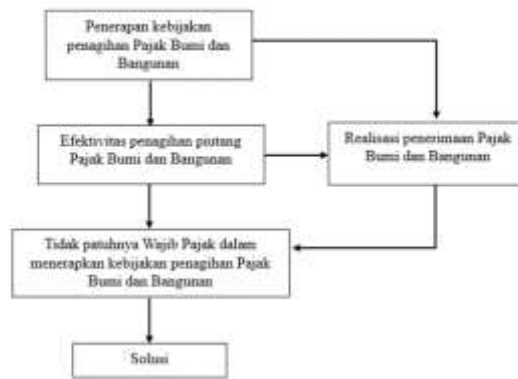 Penerapan kebijakan
penagihan Pajak Bumi dan
Bangunan
Efektivitas penagihan piutang
Pajak Bumi dan Bangunan
Realisasi penerimaan Pajak
Bumi dan Bangunan
Tidak patuhnya Wajib Pajak dalam
menerapkan kebijakan penagihan Pajak
Bumi dan Bangunan
Solusi